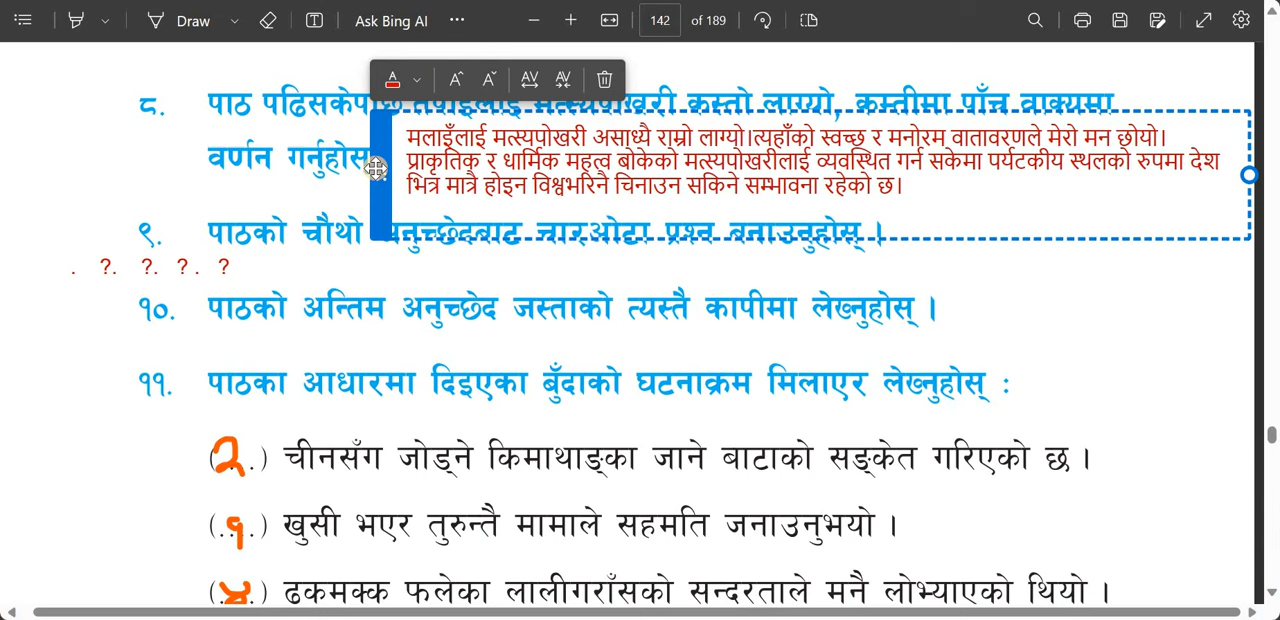 Draw Ask Bing AI 142 of 189
८. पाठ पढिसकेपछि तपाईंलाई मत्स्यपोखरी कस्तो लाग्यो, कम्तीमा पाँच वाक्यमा
वर्णन गर्नुहोस्
मलाइँलाई मत्स्यपोखरी असाध्यै राम्रो लाग्यो।त्यहाँको स्वच्छ र मनोरम वातावरणले मेरो मन छोयो।
प्राकृतिक र धार्मिक महत्व बोकेको मत्स्यपोखरीलाई व्यवस्थित गर्न सकेमा पर्यटकीय स्थलको रुपमा देश
भित्र मात्रै होइन विश्वभरिनै चिनाउन सकिने सम्भावना रहेको छ।
९. पाठको चौथो अनुच्छेदबाट चारओटा प्रश्न बनाउनुहोस् ।
. ?. ?. ? . ?
१०. पाठको अन्तिम अनुच्छेद जस्ताको त्यस्तै कापीमा लेख्नुहोस् ।
११. पाठका आधारमा दिइएका बुँदाको घटनाक्रम मिलाएर लेख्नुहोस् :
(२) चीनसँग जोड्ने किमाथाङ्का जाने बाटाको सङ्केत गरिएको छ ।
(१) खुसी भएर तुरुन्तै मामाले सहमति जनाउनुभयो ।
(४) ढकमक्क फुलेका लालीगुराँसको सुन्दरताले मनै लोभ्याएको थियो ।